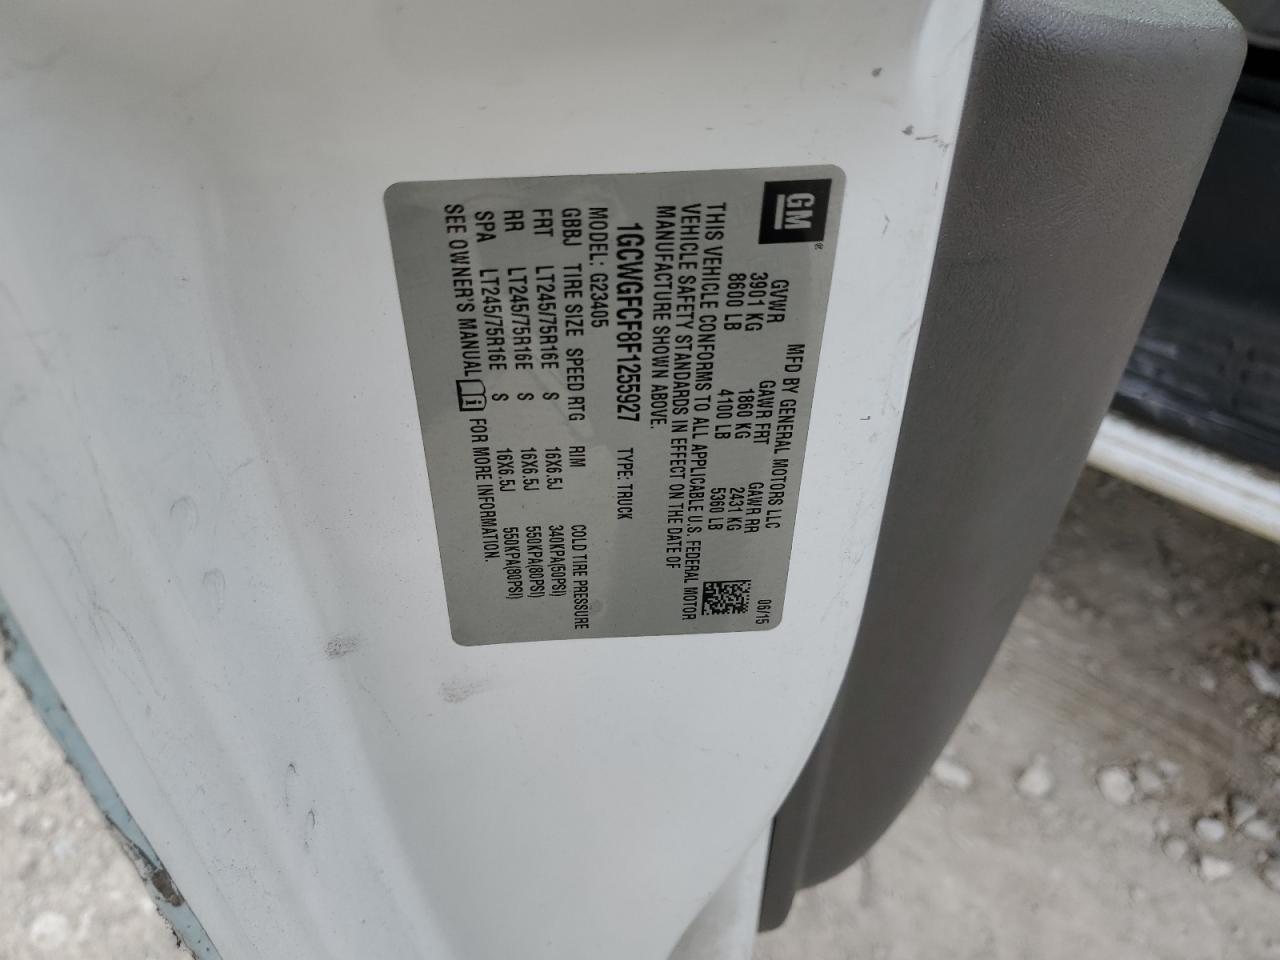 GM ®
MFD BY GENERAL MOTORS LLC 06/15
GVWR GAWR FRT GAWR RR
3901 KG 1860 KG 2431 KG
8600 LB 4100 LB 5360 LB
THIS VEHICLE CONFORMS TO ALL APPLICABLE U.S. FEDERAL MOTOR
VEHICLE SAFETY STANDARDS IN EFFECT ON THE DATE OF
MANUFACTURE SHOWN ABOVE.
1GCWGFCF8F1255927 TYPE: TRUCK
MODEL: G23405
GBBJ TIRE SIZE SPEED RTG RIM COLD TIRE PRESSURE
FRT LT245/75R16E S 16X6.5J 340KPA(50PSI)
RR LT245/75R16E S 16X6.5J 550KPA(80PSI)
SPA LT245/75R16E S 16X6.5J 550KPA(80PSI)
SEE OWNER'S MANUAL i FOR MORE INFORMATION.